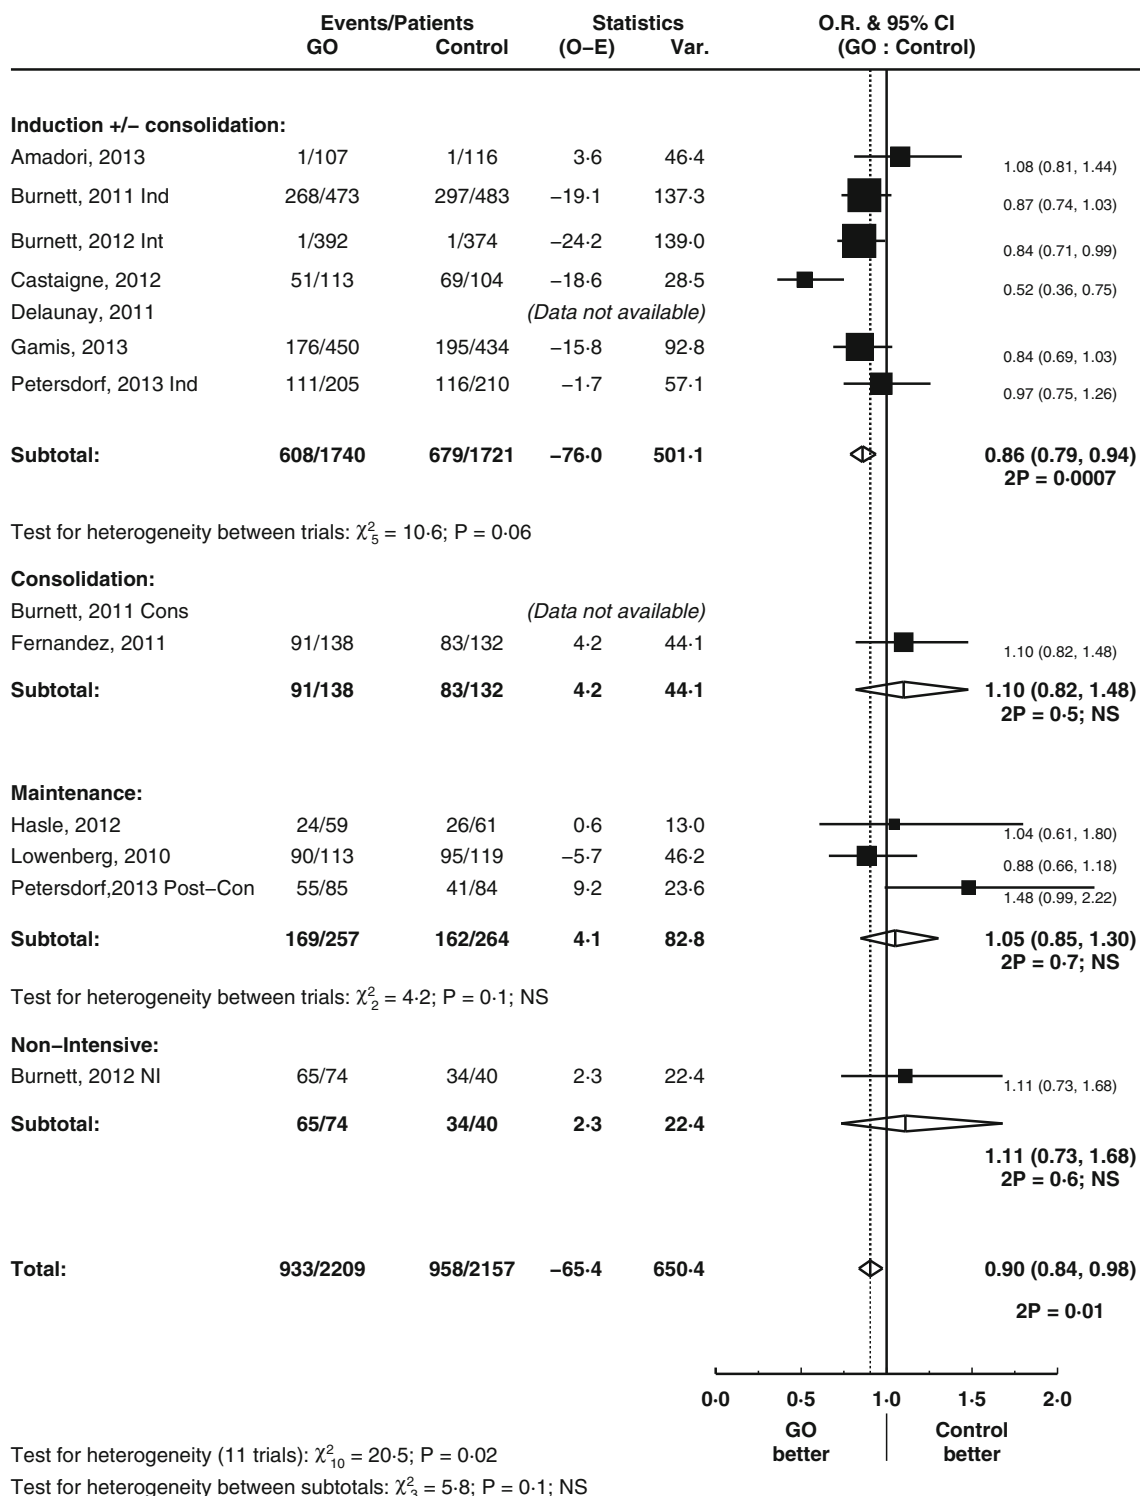 Events/Patients Statistics O.R. & 95% CI
GO Control (O−E) Var. (GO : Control)
Induction +/− consolidation:
Amadori, 2013 1/107 1/116 3·6 46·4 1.08 (0.81, 1.44)
Burnett, 2011 Ind 268/473 297/483 −19·1 137·3 0.87 (0.74, 1.03)
Burnett, 2012 Int 1/392 1/374 −24·2 139·0 0.84 (0.71, 0.99)
Castaigne, 2012 51/113 69/104 −18·6 28·5 0.52 (0.36, 0.75)
Delaunay, 2011 (Data not available)
Gamis, 2013 176/450 195/434 −15·8 92·8 0.84 (0.69, 1.03)
Petersdorf, 2013 Ind 111/205 116/210 −1·7 57·1 0.97 (0.75, 1.26)
Subtotal: 608/1740 679/1721 −76·0 501·1 0.86 (0.79, 0.94)
2P = 0·0007
Test for heterogeneity between trials: χ²₅ = 10·6; P = 0·06
Consolidation:
Burnett, 2011 Cons (Data not available)
Fernandez, 2011 91/138 83/132 4·2 44·1 1.10 (0.82, 1.48)
Subtotal: 91/138 83/132 4·2 44·1 1.10 (0.82, 1.48)
2P = 0·5; NS
Maintenance:
Hasle, 2012 24/59 26/61 0·6 13·0 1.04 (0.61, 1.80)
Lowenberg, 2010 90/113 95/119 −5·7 46·2 0.88 (0.66, 1.18)
Petersdorf,2013 Post−Con 55/85 41/84 9·2 23·6 1.48 (0.99, 2.22)
Subtotal: 169/257 162/264 4·1 82·8 1.05 (0.85, 1.30)
2P = 0·7; NS
Test for heterogeneity between trials: χ²₂ = 4·2; P = 0·1; NS
Non−Intensive:
Burnett, 2012 NI 65/74 34/40 2·3 22·4 1.11 (0.73, 1.68)
Subtotal: 65/74 34/40 2·3 22·4
1.11 (0.73, 1.68)
2P = 0·6; NS
Total: 933/2209 958/2157 −65·4 650·4 0.90 (0.84, 0.98)
2P = 0·01
0·0 0·5 1·0 1·5 2·0
GO Control
better better
Test for heterogeneity (11 trials): χ²₁₀ = 20·5; P = 0·02
Test for heterogeneity between subtotals: χ²₃ = 5·8; P = 0·1; NS